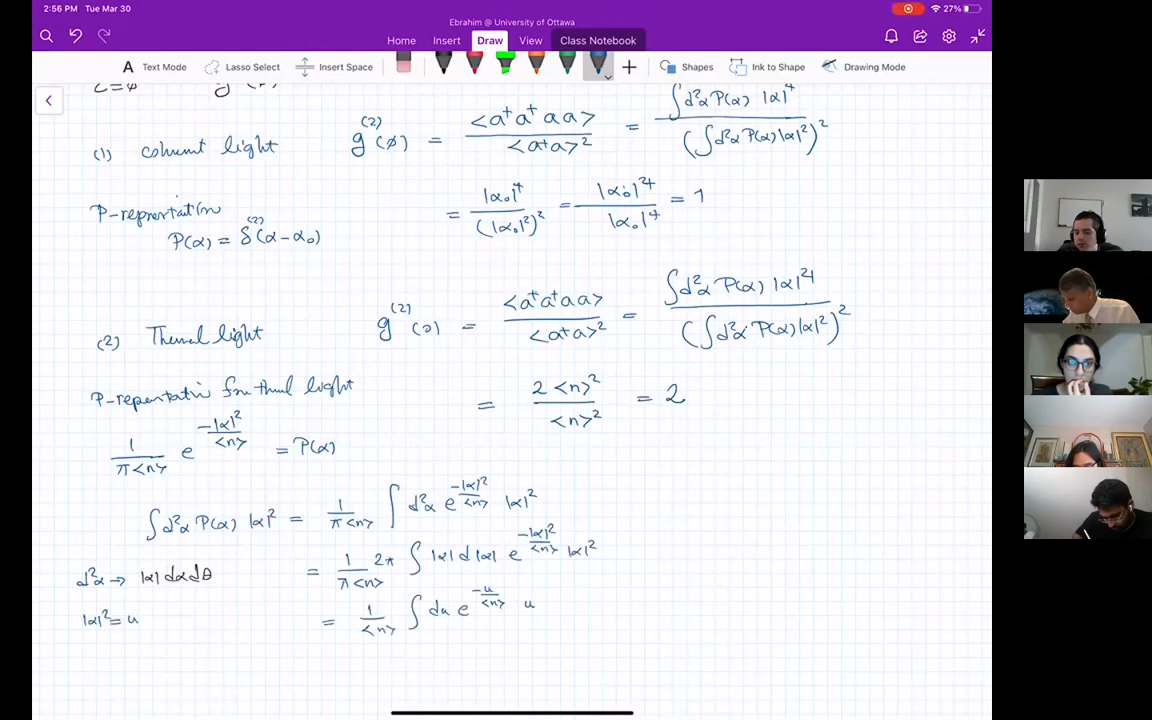 2:56 PM Tue Mar 30
27%
Ebrahim @ University of Ottawa
Home Insert Draw View Class Notebook
Text Mode Lasso Select Insert Space Shapes Ink to Shape Drawing Mode
(1) coherent light g^(2)(ϕ) = <a⁺a⁺aa> / <a⁺a>² = ∫d²α P(α) |α|⁴ / (∫d²α P(α)|α|²)²
P-representation = |α₀|⁴ / (|α₀|²)² = |α₀|⁴ / |α₀|⁴ = 1
P(α) = δ^(2)(α-α₀)
(2) Thermal light g^(2)(0) = <a⁺a⁺aa> / <a⁺a>² = ∫d²α P(α) |α|⁴ / (∫d²α P(α)|α|²)²
P-representation for thermal light = 2<n>² / <n>² = 2
1/π<n> e^(-|α|²/<n>) = P(α)
∫d²α P(α) |α|² = 1/π<n> ∫ d²α e^(-|α|²/<n>) |α|²
d²α → |α| dα dθ = 1/π<n> 2π ∫ |α| d|α| e^(-|α|²/<n>) |α|²
|α|² = u = 1/<n> ∫ du e^(-u/<n>) u